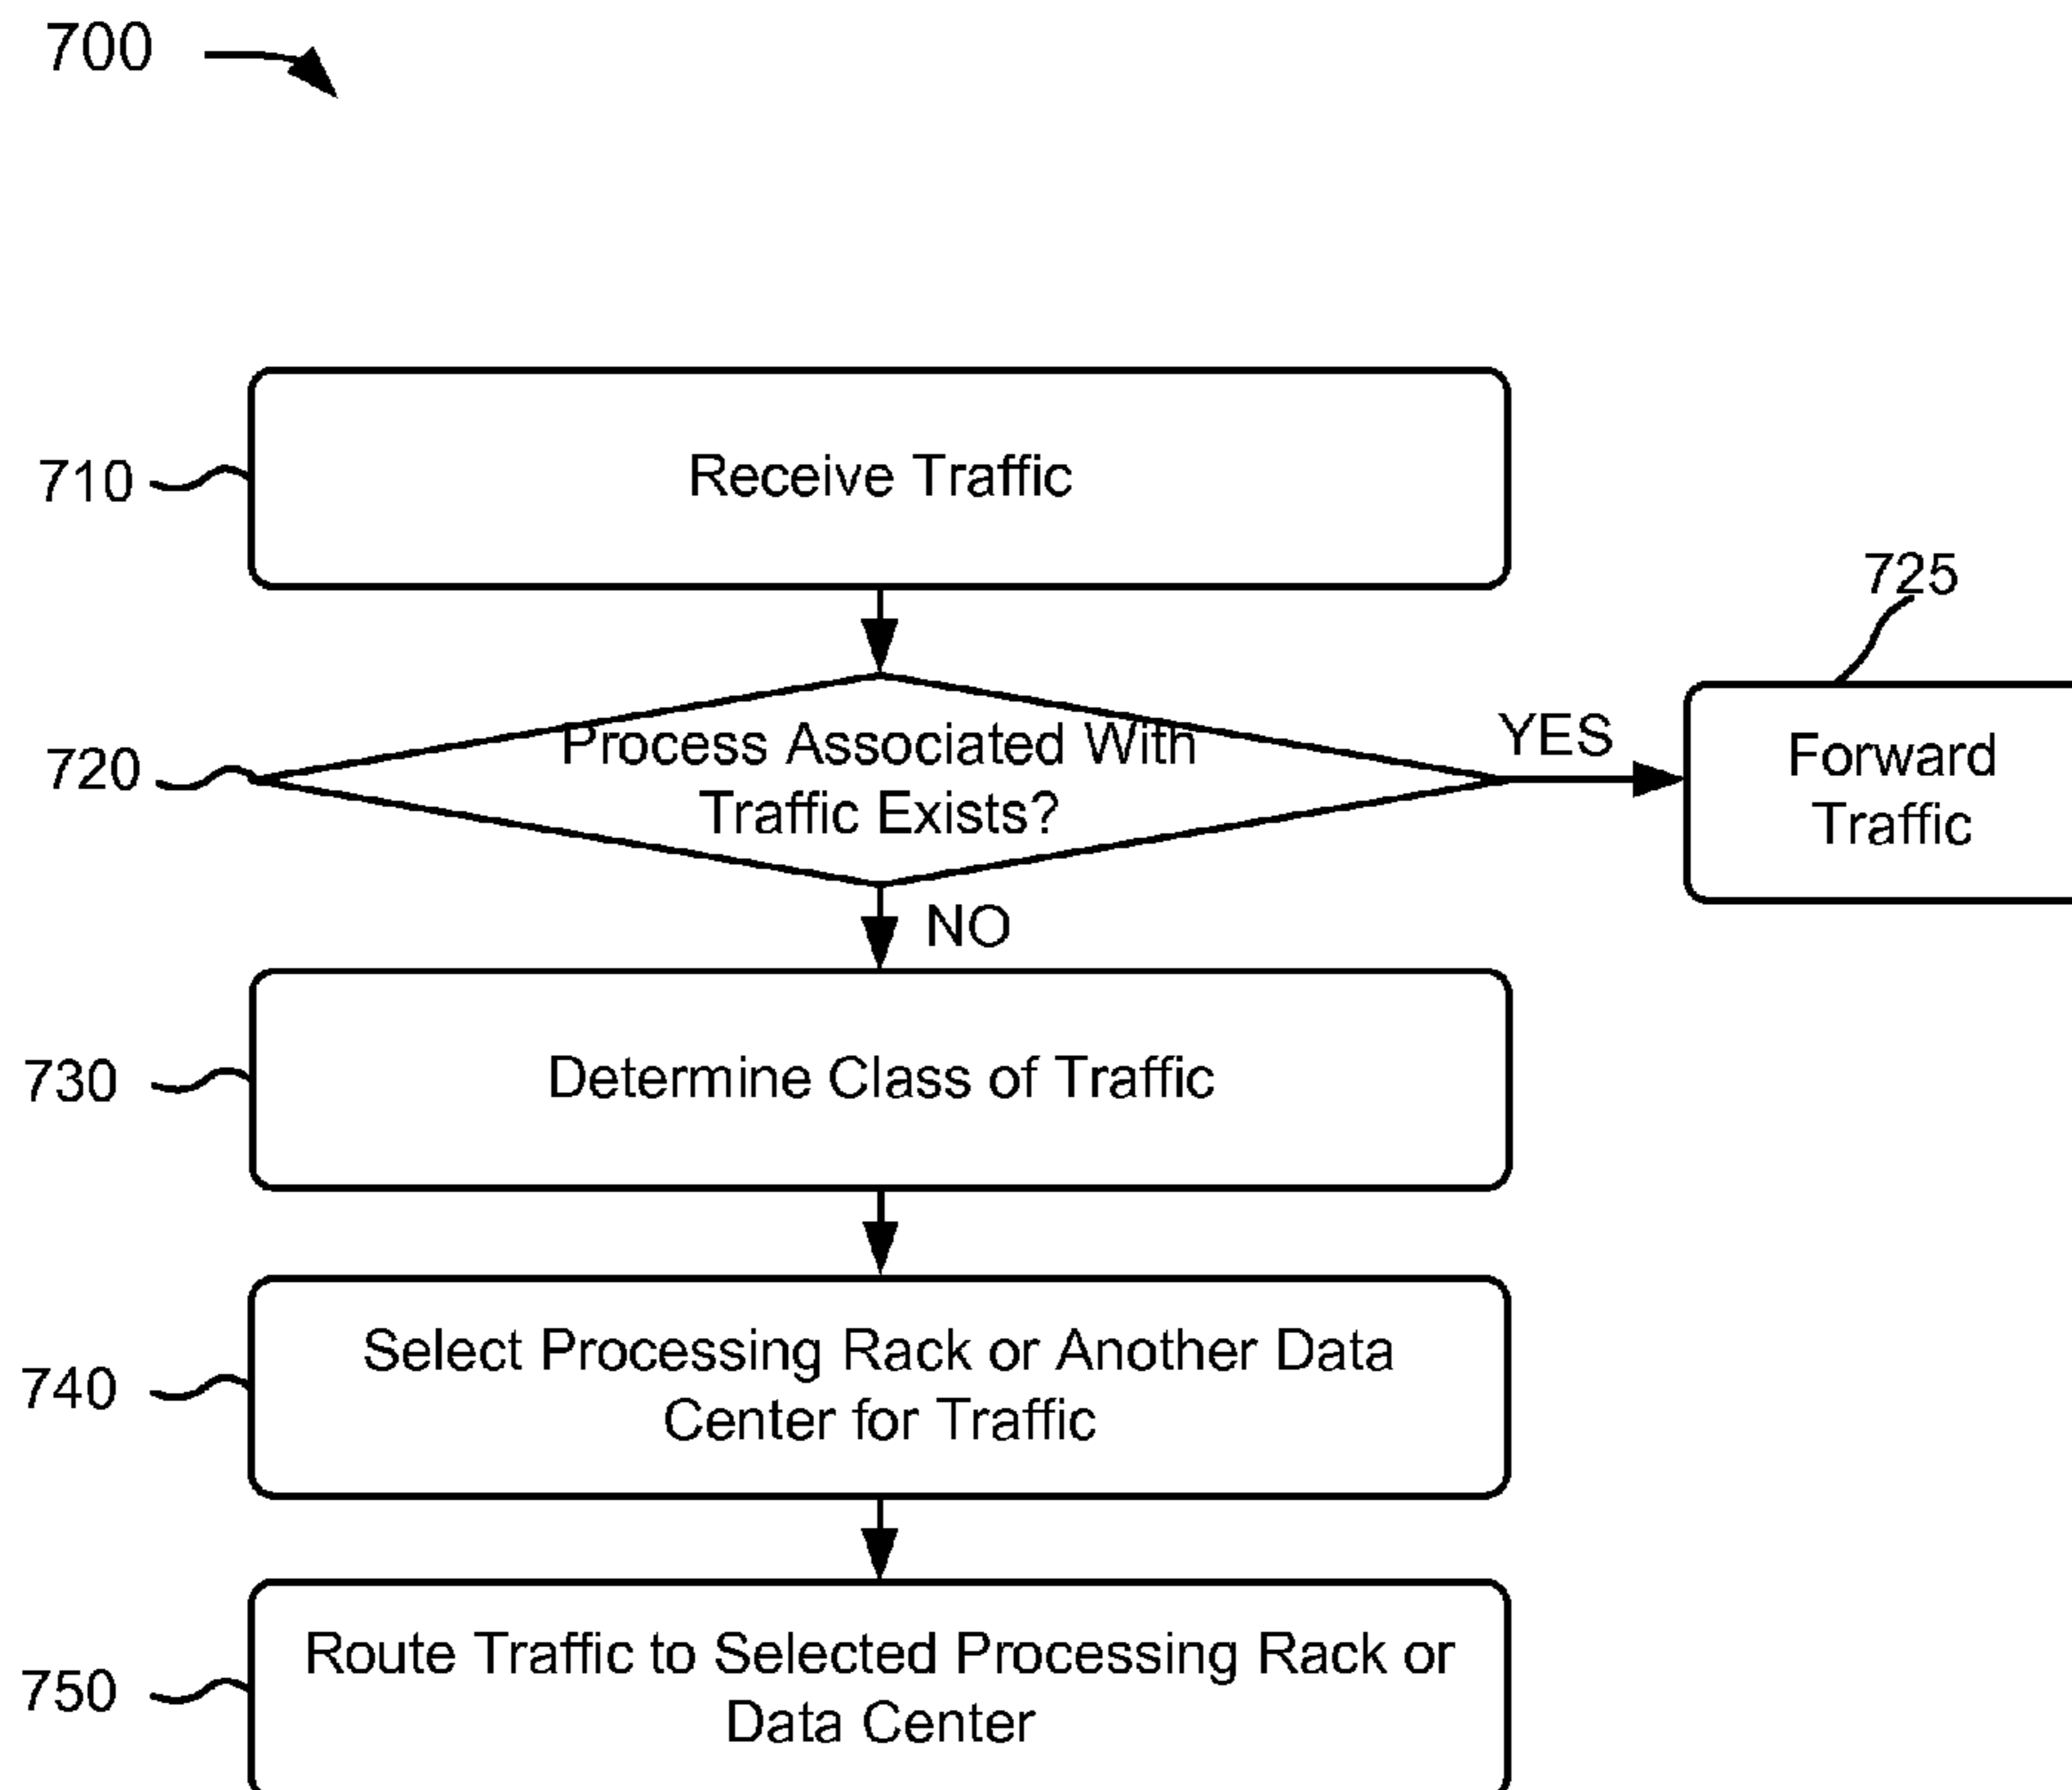 700
710
Receive Traffic
725
720
Process Associated With
Traffic Exists?
YES
Forward
Traffic
NO
730
Determine Class of Traffic
740
Select Processing Rack or Another Data
Center for Traffic
750
Route Traffic to Selected Processing Rack or
Data Center